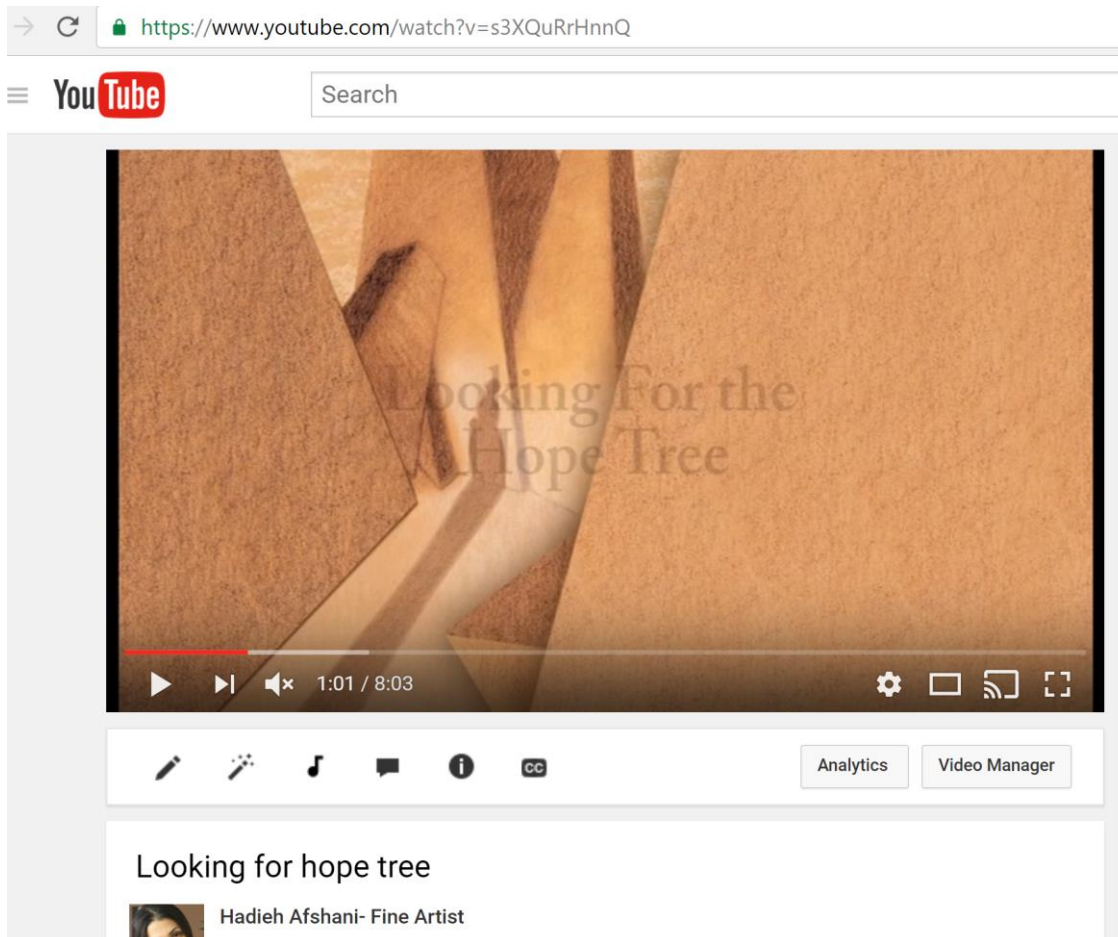 https://www.youtube.com/watch?v=s3XQuRrHnnQ
YouTube
Search
Looking For the
Hope Tree
1:01 / 8:03
CC
Analytics
Video Manager
Looking for hope tree
Hadieh Afshani- Fine Artist